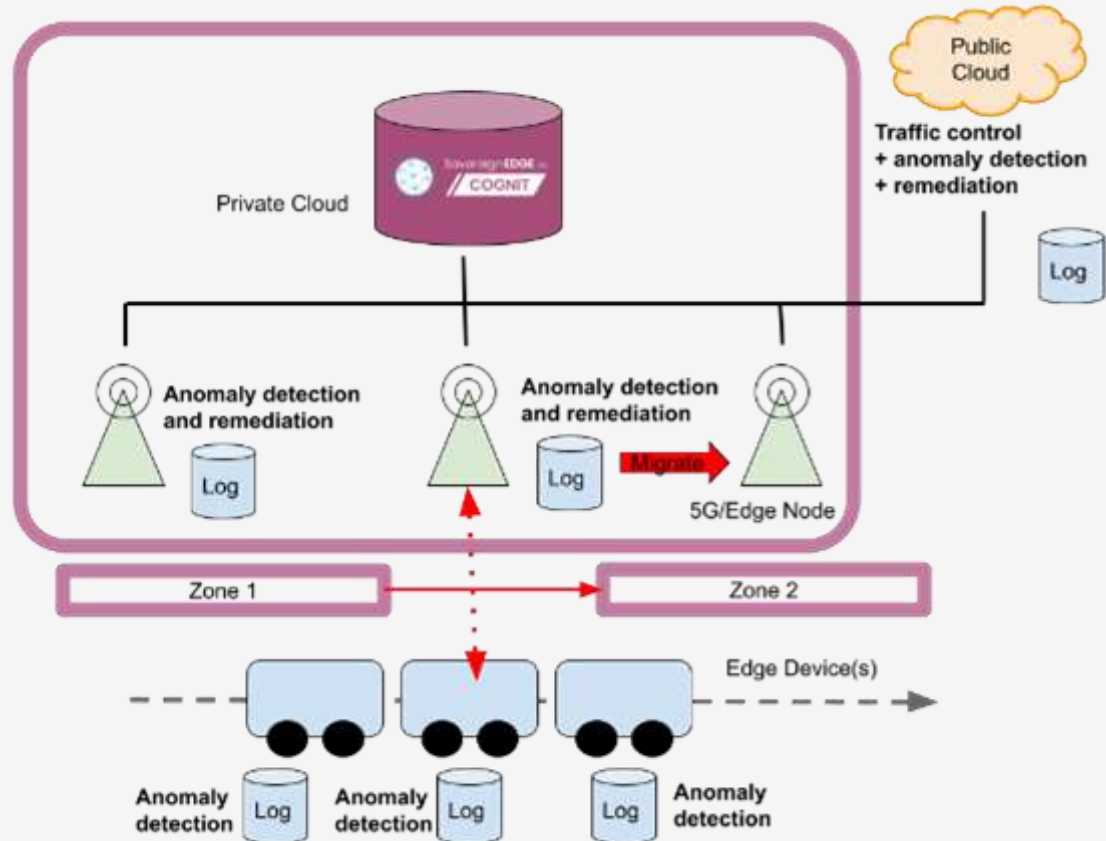 Public
Cloud
Traffic control
+ anomaly detection
+ remediation
Log
SovereignEDGE
COGNIT
Private Cloud
Anomaly detection
and remediation
Log
Anomaly detection
and remediation
Log
Migrate
5G/Edge Node
Zone 1
Zone 2
Edge Device(s)
Anomaly
detection
Log
Anomaly
detection
Log
Log
Anomaly
detection